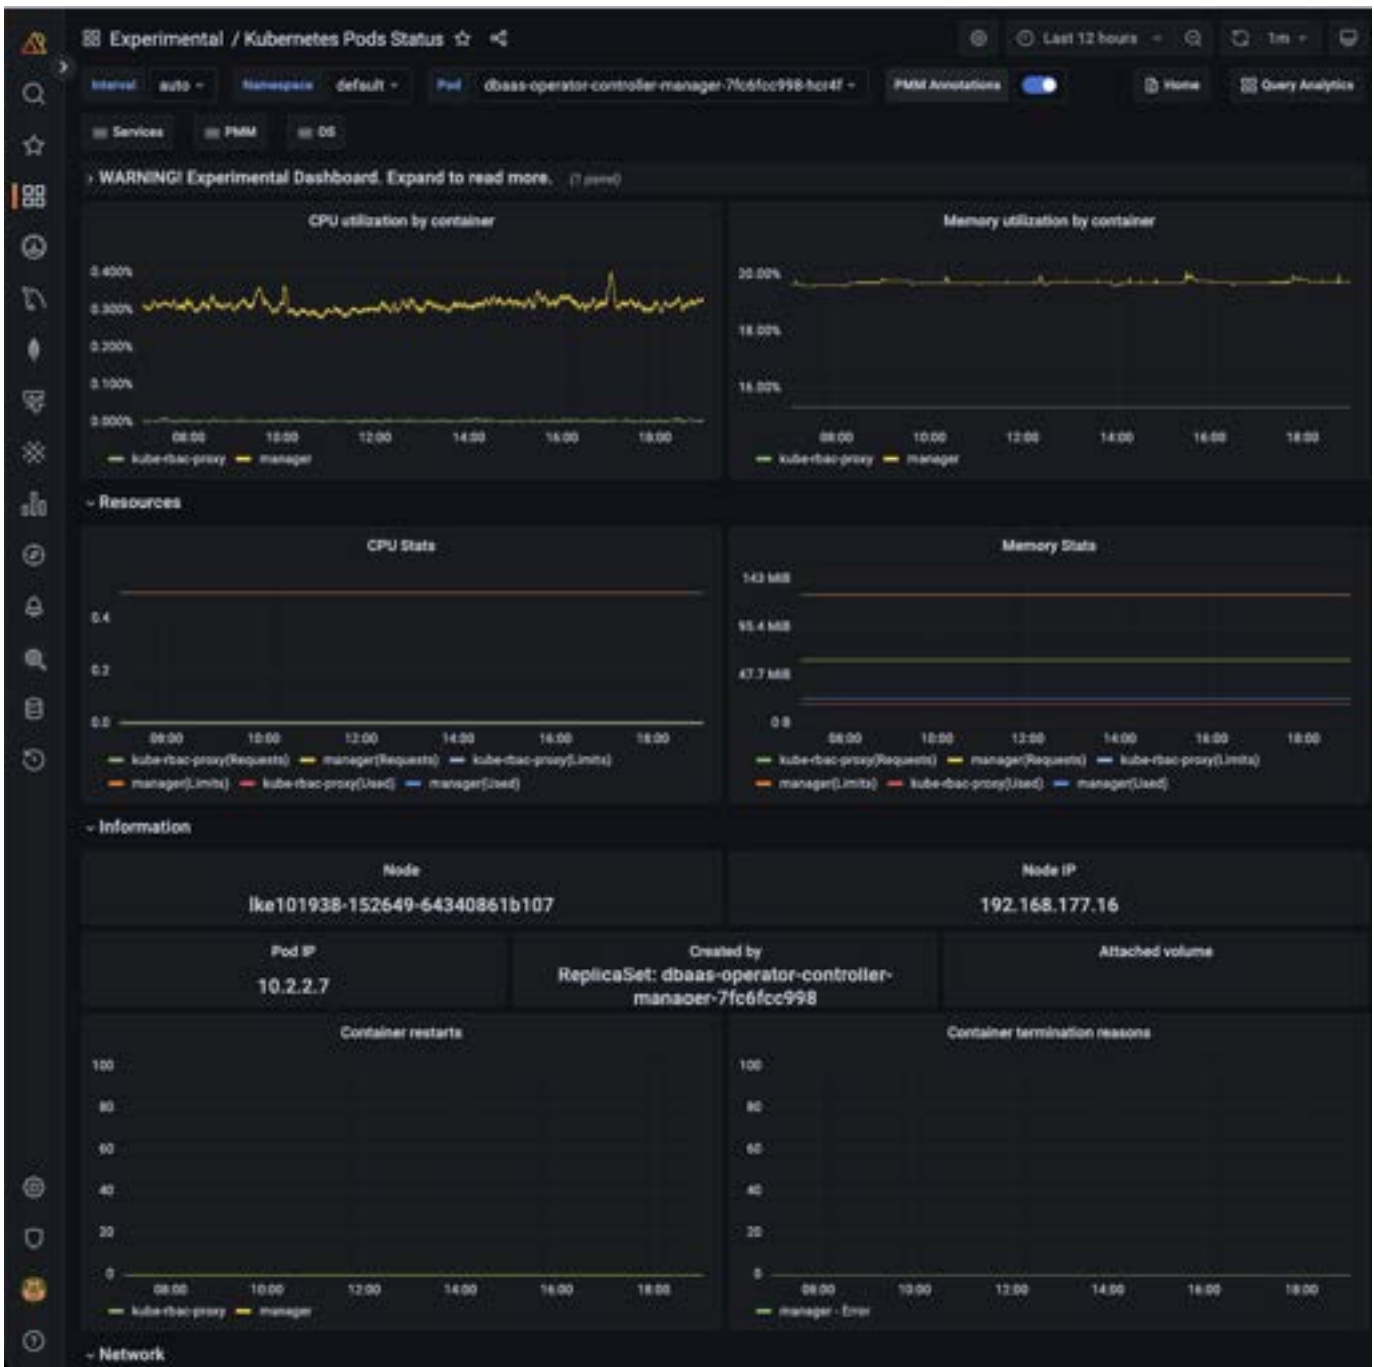 Experimental / Kubernetes Pods Status
Last 12 hours
1m
Interval auto Namespace default Pod dbaas-operator-controller-manager-7fc6fcc998-hcr4f PMM Annotations Home Query Analytics
Services PMM OS
WARNING! Experimental Dashboard. Expand to read more. (1 panel)
CPU utilization by container
0.400%
0.300%
0.200%
0.100%
0.000%
08:00 10:00 12:00 14:00 16:00 18:00
kube-rbac-proxy manager
Memory utilization by container
20.00%
18.00%
16.00%
08:00 10:00 12:00 14:00 16:00 18:00
kube-rbac-proxy manager
Resources
CPU Stats
0.4
0.2
0.0
08:00 10:00 12:00 14:00 16:00 18:00
kube-rbac-proxy(Requests) manager(Requests) kube-rbac-proxy(Limits)
manager(Limits) kube-rbac-proxy(Used) manager(Used)
Memory Stats
143 MiB
95.4 MiB
47.7 MiB
0 B
08:00 10:00 12:00 14:00 16:00 18:00
kube-rbac-proxy(Requests) manager(Requests) kube-rbac-proxy(Limits)
manager(Limits) kube-rbac-proxy(Used) manager(Used)
Information
Node
lke101938-152649-64340861b107
Node IP
192.168.177.16
Pod IP
10.2.2.7
Created by
ReplicaSet: dbaas-operator-controller-
manager-7fc6fcc998
Attached volume
Container restarts
100
80
60
40
20
0
08:00 10:00 12:00 14:00 16:00 18:00
kube-rbac-proxy manager
Container termination reasons
100
80
60
40
20
0
08:00 10:00 12:00 14:00 16:00 18:00
manager - Error
Network